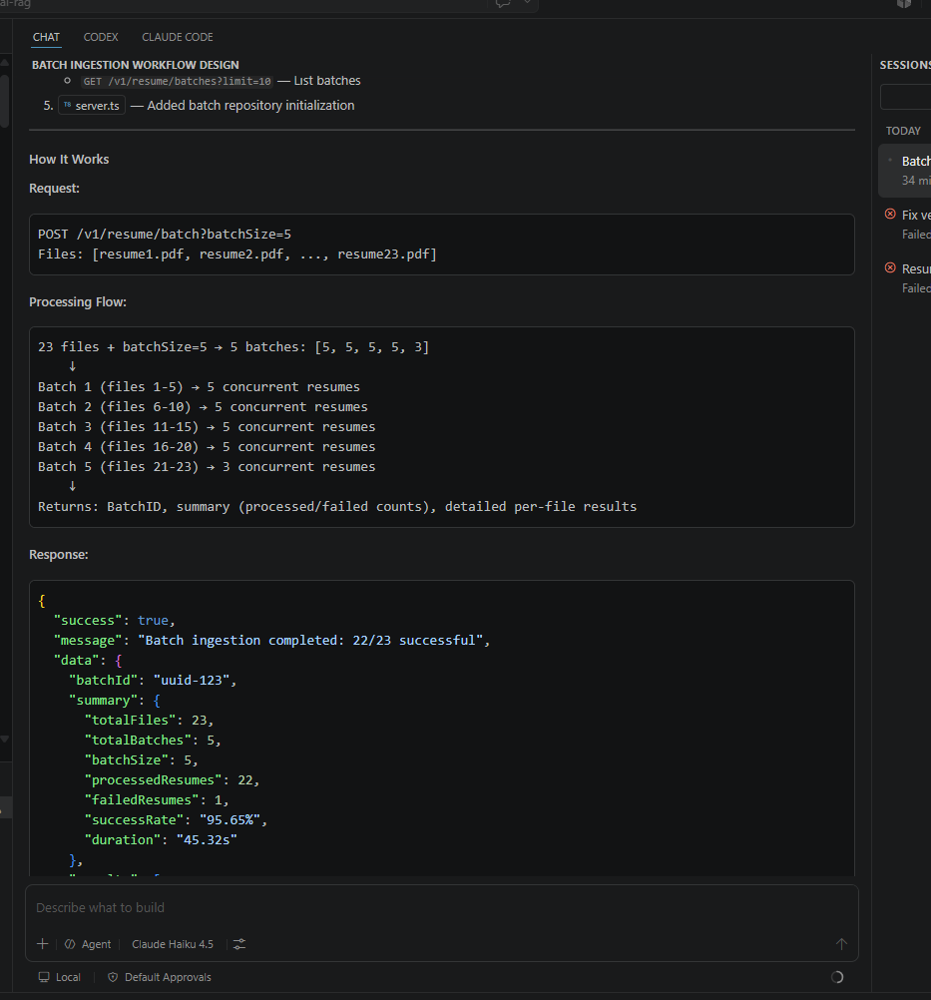 al-rag
CHAT CODEX CLAUDE CODE
BATCH INGESTION WORKFLOW DESIGN
GET /v1/resume/batches?limit=10 — List batches
5. TS server.ts — Added batch repository initialization
How It Works
Request:
POST /v1/resume/batch?batchSize=5
Files: [resume1.pdf, resume2.pdf, ..., resume23.pdf]
Processing Flow:
23 files + batchSize=5 → 5 batches: [5, 5, 5, 5, 3]
↓
Batch 1 (files 1-5) → 5 concurrent resumes
Batch 2 (files 6-10) → 5 concurrent resumes
Batch 3 (files 11-15) → 5 concurrent resumes
Batch 4 (files 16-20) → 5 concurrent resumes
Batch 5 (files 21-23) → 3 concurrent resumes
↓
Returns: BatchID, summary (processed/failed counts), detailed per-file results
Response:
{
"success": true,
"message": "Batch ingestion completed: 22/23 successful",
"data": {
"batchId": "uuid-123",
"summary": {
"totalFiles": 23,
"totalBatches": 5,
"batchSize": 5,
"processedResumes": 22,
"failedResumes": 1,
"successRate": "95.65%",
"duration": "45.32s"
},
Describe what to build
Agent Claude Haiku 4.5
Local Default Approvals
SESSIONS
TODAY
Batch
34 mi
Fix ve
Failed
Resu
Failed